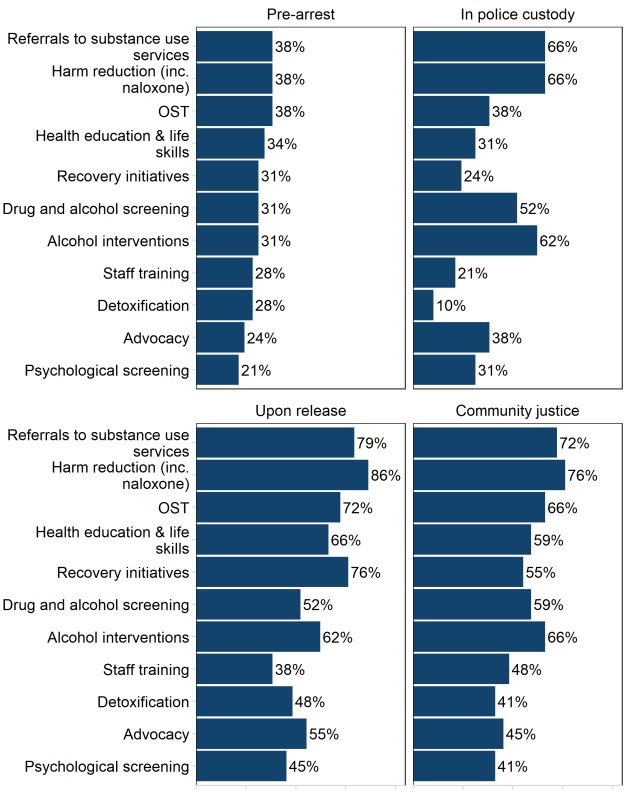 Pre-arrest
In police custody
Referrals to substance use
services
38%
66%
Harm reduction (inc.
naloxone)
38%
66%
OST
38%
38%
Health education & life
skills
34%
31%
Recovery initiatives
31%
24%
Drug and alcohol screening
31%
52%
Alcohol interventions
31%
62%
Staff training
28%
21%
Detoxification
28%
10%
Advocacy
24%
38%
Psychological screening
21%
31%
Upon release
Community justice
Referrals to substance use
services
79%
72%
Harm reduction (inc.
naloxone)
86%
76%
OST
72%
66%
Health education & life
skills
66%
59%
Recovery initiatives
76%
55%
Drug and alcohol screening
52%
59%
Alcohol interventions
62%
66%
Staff training
38%
48%
Detoxification
48%
41%
Advocacy
55%
45%
Psychological screening
45%
41%